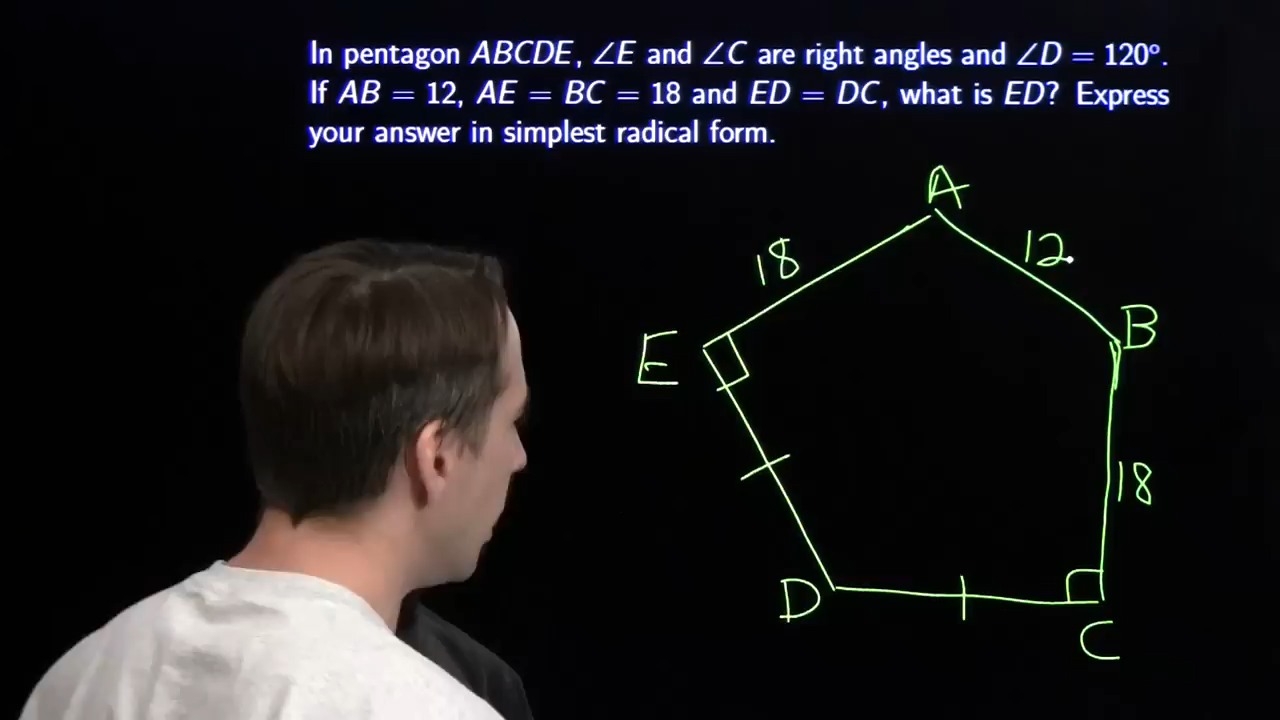 In pentagon ABCDE, ∠E and ∠C are right angles and ∠D = 120°.
If AB = 12, AE = BC = 18 and ED = DC, what is ED? Express
your answer in simplest radical form.
A
18
12
E
B
18
D
C